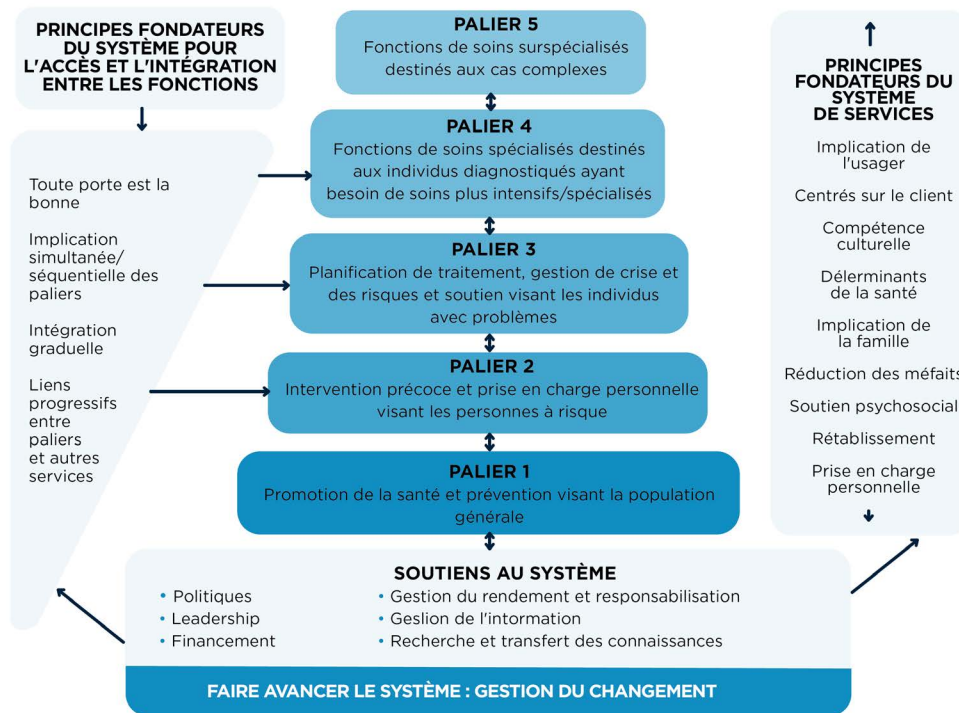 PRINCIPES FONDATEURS
DU SYSTÈME POUR
L'ACCÈS ET L'INTÉGRATION
ENTRE LES FONCTIONS
Toute porte est la
bonne
Implication
simultanée/
séquentielle des
paliers
Intégration
graduelle
Liens
progressifs
entre
paliers
et autres
services
PALIER 5
Fonctions de soins surspécialisés
destinés aux cas complexes
PALIER 4
Fonctions de soins spécialisés destinés
aux individus diagnostiqués ayant
besoin de soins plus intensifs/spécialisés
PALIER 3
Planification de traitement, gestion de crise et
des risques et soutien visant les individus
avec problèmes
PALIER 2
Intervention précoce et prise en charge personnelle
visant les personnes à risque
PALIER 1
Promotion de la santé et prévention visant la population
générale
PRINCIPES
FONDATEURS DU
SYSTÈME
DE SERVICES
Implication de
l'usager
Centrés sur le client
Compétence
culturelle
Délerminants
de la santé
Implication de
la famille
Réduction des méfaits
Soutien psychosocial
Rétablissement
Prise en charge
personnelle
SOUTIENS AU SYSTÈME
• Politiques
• Leadership
• Financement
• Gestion du rendement et responsabilisation
• Geslion de l'intormation
• Recherche et transfert des connaissances
FAIRE AVANCER LE SYSTÈME : GESTION DU CHANGEMENT